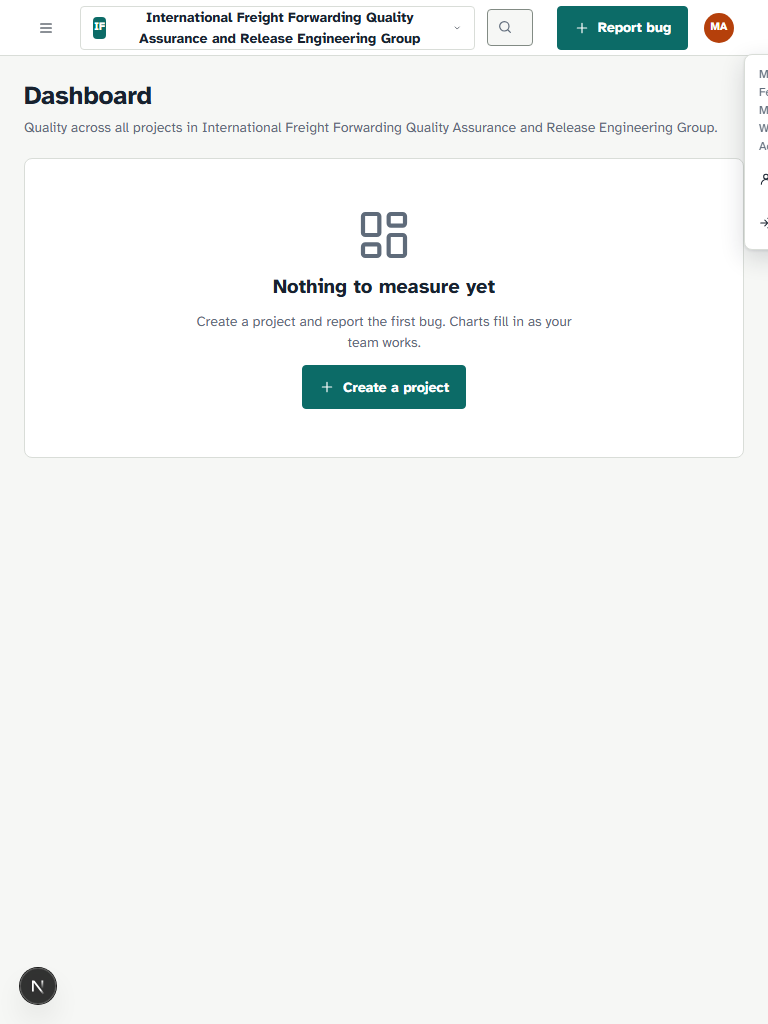 IF
International Freight Forwarding Quality
Assurance and Release Engineering Group
Report bug
MA
Dashboard
Quality across all projects in International Freight Forwarding Quality Assurance and Release Engineering Group.
Nothing to measure yet
Create a project and report the first bug. Charts fill in as your
team works.
Create a project
N